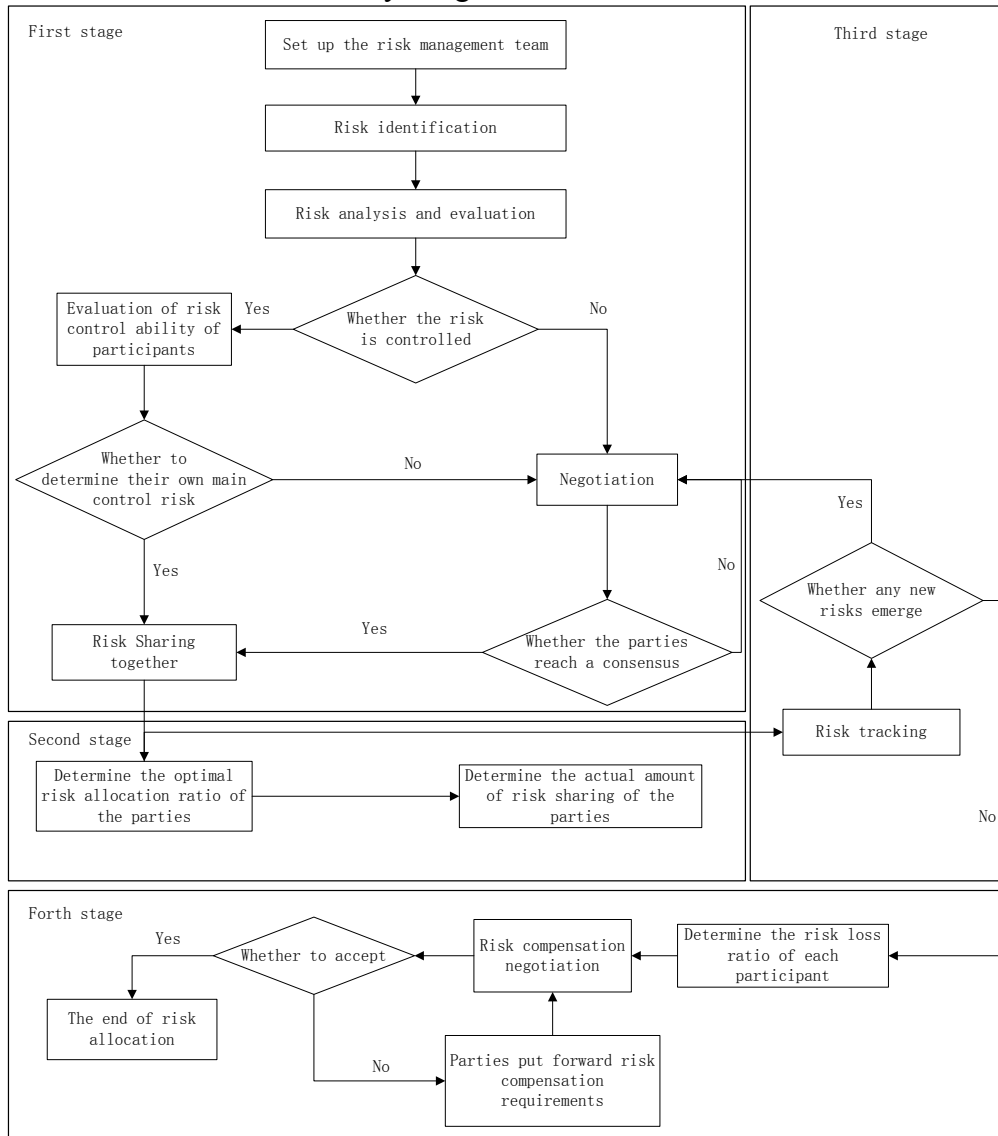 First stage
Set up the risk management team
Risk identification
Risk analysis and evaluation
Whether the risk
is controlled
Yes
No
Evaluation of risk
control ability of
participants
Whether to
determine their own main
control risk
No
Yes
Negotiation
No
Whether the parties
reach a consensus
Yes
Risk Sharing
together
Third stage
Yes
Whether any new
risks emerge
Risk tracking
No
Second stage
Determine the optimal
risk allocation ratio of
the parties
Determine the actual amount
of risk sharing of the
parties
Forth stage
Yes
Whether to accept
Risk compensation
negotiation
Determine the risk loss
ratio of each
participant
The end of risk
allocation
No
Parties put forward risk
compensation
requirements